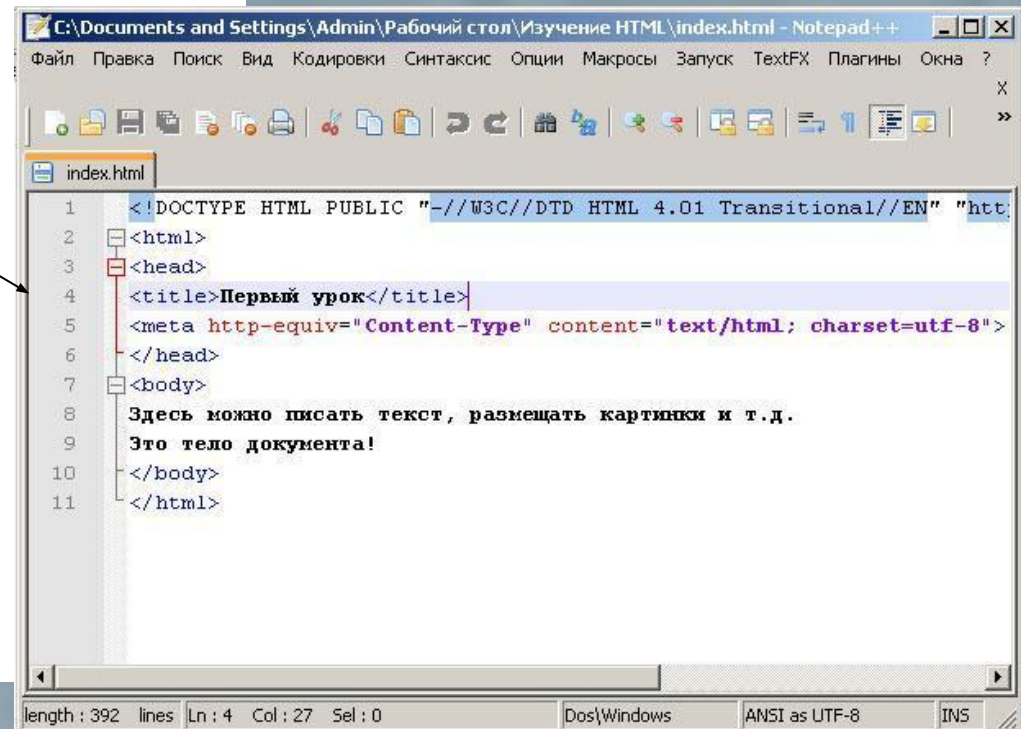 C:\Documents and Settings\Admin\Рабочий стол\Изучение HTML\index.html - Notepad++
Файл Правка Поиск Вид Кодировки Синтаксис Опции Макросы Запуск TextFX Плагины Окна ?
X
index.html
1 <!DOCTYPE HTML PUBLIC "-//W3C//DTD HTML 4.01 Transitional//EN" "htt
2 <html>
3 <head>
4 <title>Первый урок</title>
5 <meta http-equiv="Content-Type" content="text/html; charset=utf-8">
6 </head>
7 <body>
8 Здесь можно писать текст, размещать картинки и т.д.
9 Это тело документа!
10 </body>
11 </html>
length : 392 lines Ln : 4 Col : 27 Sel : 0 Dos\Windows ANSI as UTF-8 INS